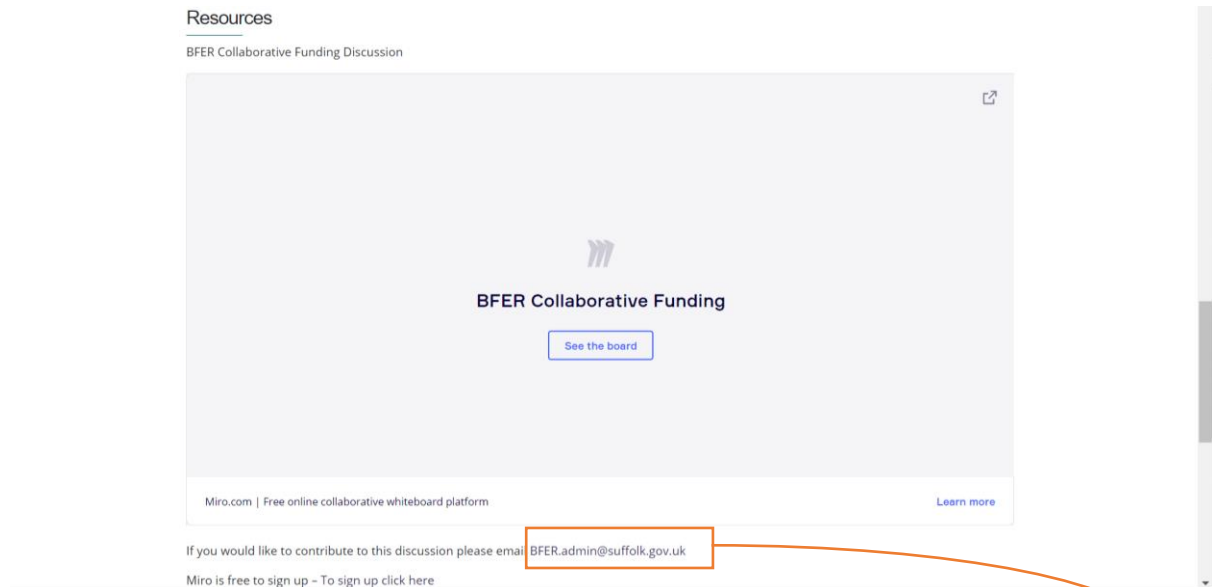 Resources
BFER Collaborative Funding Discussion
BFER Collaborative Funding
See the board
Miro.com | Free online collaborative whiteboard platform
Learn more
If you would like to contribute to this discussion please email BFER.admin@suffolk.gov.uk
Miro is free to sign up – To sign up click here